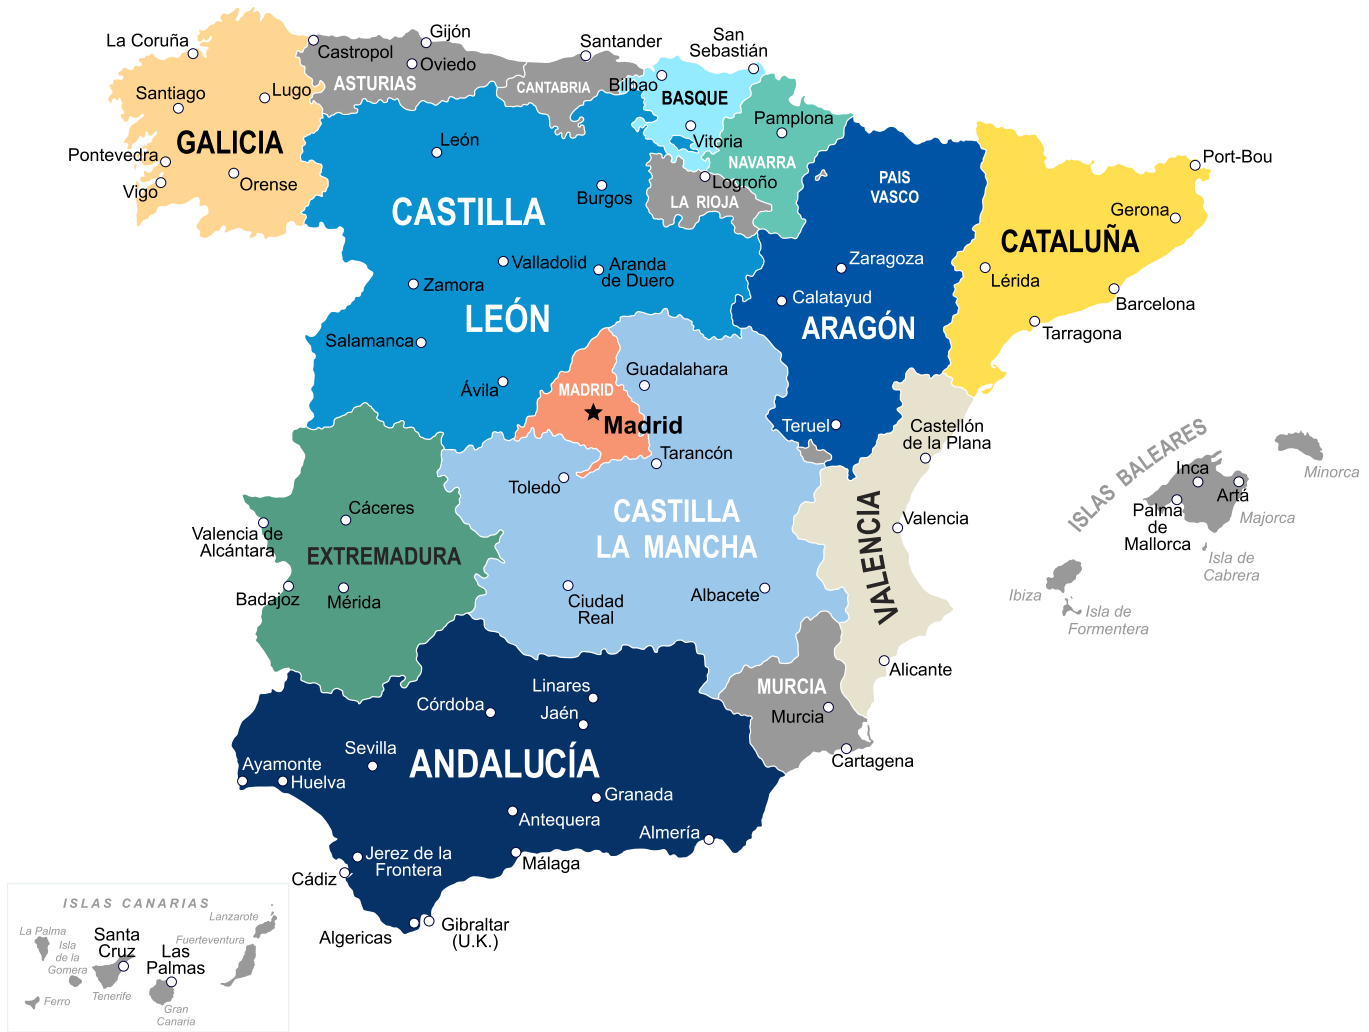 La Coruña
Castropol
Gijón
Oviedo
ASTURIAS
Santander
CANTABRIA
San
Sebastián
Bilbao
BASQUE
Vitoria
Santiago
Lugo
GALICIA
Pontevedra
Vigo
Orense
León
Burgos
CASTILLA
LEÓN
Pamplona
NAVARRA
Logroño
LA RIOJA
PAIS
VASCO
Port-Bou
Gerona
CATALUÑA
Lérida
Barcelona
Tarragona
Zaragoza
Calatayud
ARAGÓN
Teruel
Valladolid
Aranda
de Duero
Zamora
Salamanca
Ávila
MADRID
Madrid
Guadalahara
Tarancón
Toledo
CASTILLA
LA MANCHA
Ciudad
Real
Albacete
Castellón
de la Plana
Valencia
VALENCIA
Alicante
ISLAS BALEARES
Minorca
Inca
Artá
Palma
de
Mallorca
Majorca
Isla de
Cabrera
Ibiza
Isla de
Formentera
Cáceres
Valencia de
Alcántara
EXTREMADURA
Badajoz
Mérida
MURCIA
Murcia
Cartagena
Linares
Jaén
Córdoba
Sevilla
ANDALUCÍA
Ayamonte
Huelva
Granada
Antequera
Almería
Málaga
Jerez de la
Frontera
Cádiz
Algericas
Gibraltar
(U.K.)
ISLAS CANARIAS
Lanzarote
La Palma
Isla
de la
Gomera
Santa
Cruz
Las
Palmas
Fuerteventura
Ferro
Tenerife
Gran
Canaria